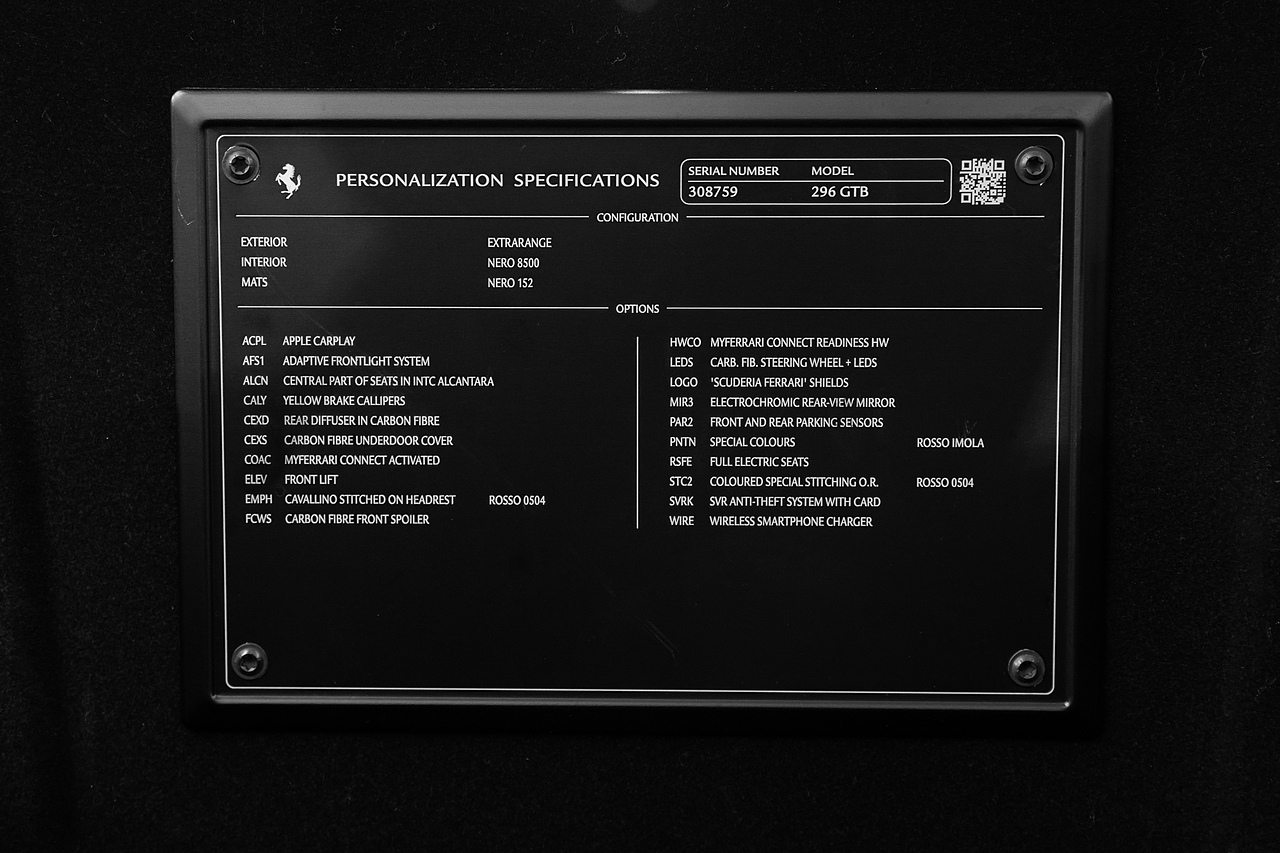 PERSONALIZATION SPECIFICATIONS
SERIAL NUMBER MODEL
308759 296 GTB
CONFIGURATION
EXTERIOR EXTRARANGE
INTERIOR NERO 8500
MATS NERO 152
OPTIONS
ACPL APPLE CARPLAY
AFS1 ADAPTIVE FRONTLIGHT SYSTEM
ALCN CENTRAL PART OF SEATS IN INTC ALCANTARA
CALY YELLOW BRAKE CALLIPERS
CEXD REAR DIFFUSER IN CARBON FIBRE
CEXS CARBON FIBRE UNDERDOOR COVER
COAC MYFERRARI CONNECT ACTIVATED
ELEV FRONT LIFT
EMPH CAVALLINO STITCHED ON HEADREST ROSSO 0504
FCWS CARBON FIBRE FRONT SPOILER
HWCO MYFERRARI CONNECT READINESS HW
LEDS CARB. FIB. STEERING WHEEL + LEDS
LOGO 'SCUDERIA FERRARI' SHIELDS
MIR3 ELECTROCHROMIC REAR-VIEW MIRROR
PAR2 FRONT AND REAR PARKING SENSORS
PNTN SPECIAL COLOURS ROSSO IMOLA
RSFE FULL ELECTRIC SEATS
STC2 COLOURED SPECIAL STITCHING O.R. ROSSO 0504
SVRK SVR ANTI-THEFT SYSTEM WITH CARD
WIRE WIRELESS SMARTPHONE CHARGER